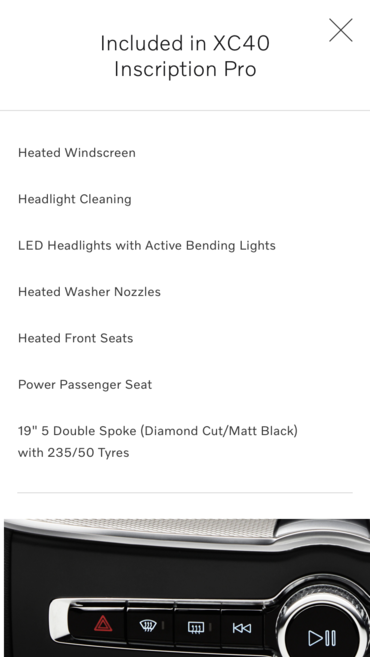 Included in XC40
Inscription Pro
Heated Windscreen
Headlight Cleaning
LED Headlights with Active Bending Lights
Heated Washer Nozzles
Heated Front Seats
Power Passenger Seat
19" 5 Double Spoke (Diamond Cut/Matt Black)
with 235/50 Tyres